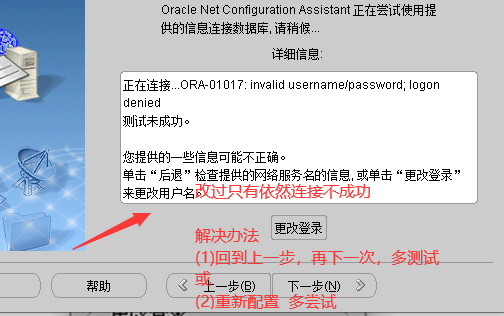 Oracle Net Configuration Assistant 正在尝试使用提
供的信息连接数据库,请稍候...
详细信息:
正在连接...ORA-01017: invalid username/password; logon
denied
测试未成功。
您提供的一些信息可能不正确。
单击“后退”检查提供的网络服务名的信息,或单击“更改登录”
来更改用户名。
改过只有依然连接不成功
更改登录
解决办法
(1)回到上一步，再下一次，多测试
或
帮助
上一步(B)
下一步(N)
(2)重新配置 多尝试